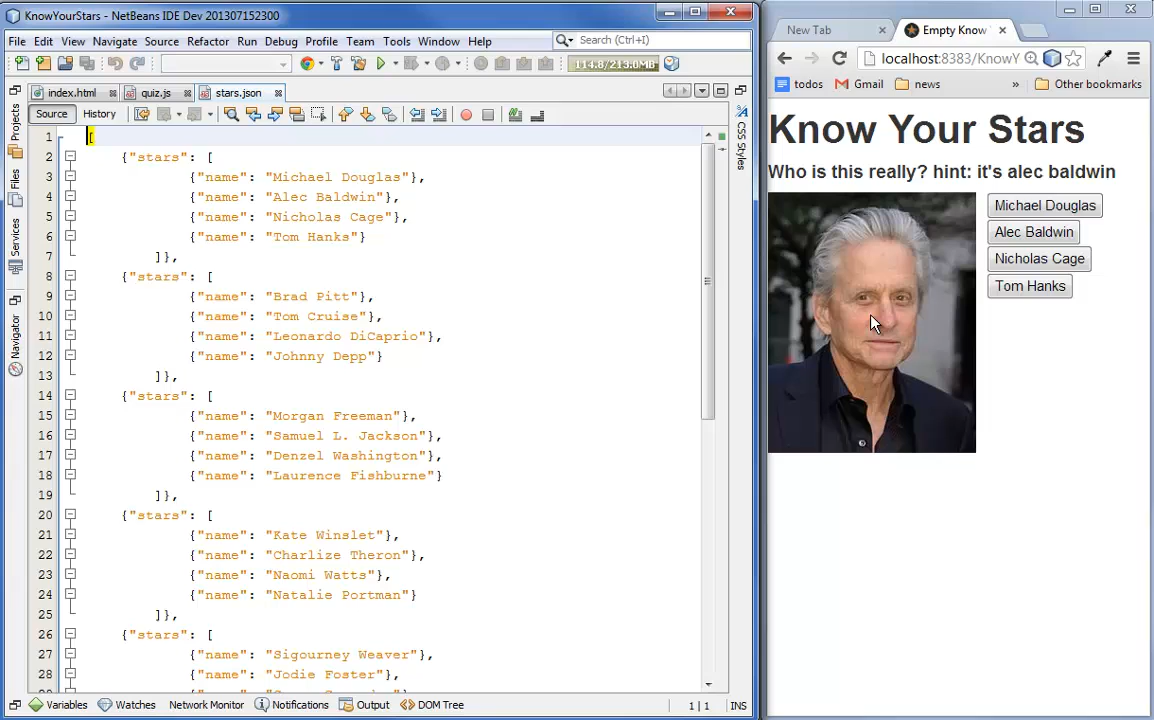 KnowYourStars - NetBeans IDE Dev 201307152300
File Edit View Navigate Source Refactor Run Debug Profile Team Tools Window Help
Search (Ctrl+I)
114.8/213.0MB
index.html quiz.js stars.json
Source History
Projects
Files
Services
Navigator
CSS Styles
1 [
2 {"stars": [
3 {"name": "Michael Douglas"},
4 {"name": "Alec Baldwin"},
5 {"name": "Nicholas Cage"},
6 {"name": "Tom Hanks"}
7 ]},
8 {"stars": [
9 {"name": "Brad Pitt"},
10 {"name": "Tom Cruise"},
11 {"name": "Leonardo DiCaprio"},
12 {"name": "Johnny Depp"}
13 ]},
14 {"stars": [
15 {"name": "Morgan Freeman"},
16 {"name": "Samuel L. Jackson"},
17 {"name": "Denzel Washington"},
18 {"name": "Laurence Fishburne"}
19 ]},
20 {"stars": [
21 {"name": "Kate Winslet"},
22 {"name": "Charlize Theron"},
23 {"name": "Naomi Watts"},
24 {"name": "Natalie Portman"}
25 ]},
26 {"stars": [
27 {"name": "Sigourney Weaver"},
28 {"name": "Jodie Foster"},
Variables Watches Network Monitor Notifications Output DOM Tree
1 | 1 INS
New Tab Empty Know
localhost:8383/KnowY
todos Gmail news » Other bookmarks
Know Your Stars
Who is this really? hint: it's alec baldwin
Michael Douglas
Alec Baldwin
Nicholas Cage
Tom Hanks